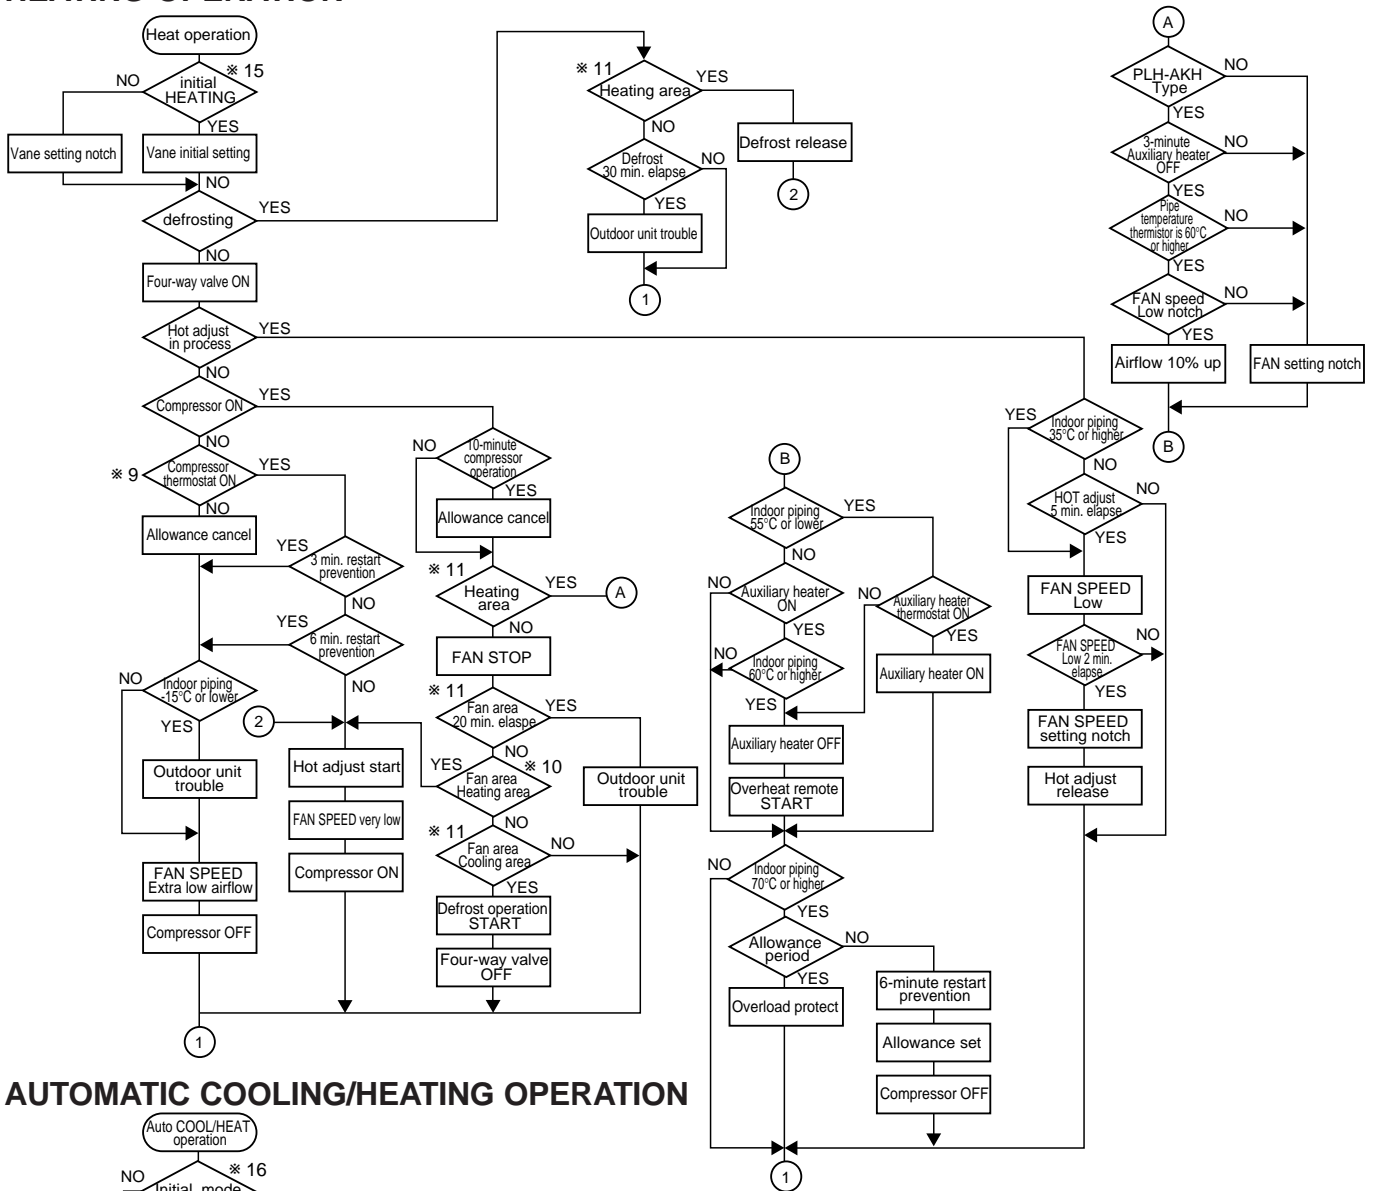 Heat operation
※ 15
initial
HEATING
NO
YES
Vane setting notch
Vane initial setting
NO
defrosting
YES
NO
Four-way valve ON
Hot adjust
in process
YES
NO
Compressor ON
YES
NO
※ 9
Compressor
thermostat ON
YES
NO
Allowance cancel
YES
3 min. restart
prevention
NO
YES
6 min. restart
prevention
NO
NO
Indoor piping
-15°C or lower
YES
Outdoor unit
trouble
FAN SPEED
Extra low airflow
Compressor OFF
1
2
Hot adjust start
FAN SPEED very low
Compressor ON
NO
10-minute
compressor
operation
YES
Allowance cancel
※ 11
Heating
area
YES
A
NO
FAN STOP
※ 11
Fan area
20 min. elaspe
YES
NO
※ 10
YES
Fan area
Heating area
NO
Outdoor unit
trouble
※ 11
Fan area
Cooling area
NO
YES
Defrost operation
START
Four-way valve
OFF
※ 11
Heating area
YES
NO
Defrost release
2
Defrost
30 min. elapse
NO
YES
Outdoor unit trouble
1
A
PLH-AKH
Type
NO
YES
3-minute
Auxiliary heater
OFF
NO
YES
Pipe
temperature
thermistor is 60°C
or higher
NO
YES
FAN speed
Low notch
NO
YES
Airflow 10% up
FAN setting notch
B
YES
Indoor piping
35°C or higher
NO
HOT adjust
5 min. elapse
NO
YES
FAN SPEED
Low
FAN SPEED
Low 2 min.
elapse
NO
YES
FAN SPEED
setting notch
Hot adjust
release
B
Indoor piping
55°C or lower
YES
NO
NO
Auxiliary heater
ON
YES
NO
Auxiliary heater
thermostat ON
YES
NO
Indoor piping
60°C or higher
YES
Auxiliary heater ON
Auxiliary heater OFF
Overheat remote
START
NO
Indoor piping
70°C or higher
YES
Allowance
period
NO
YES
Overload protect
6-minute restart
prevention
Allowance set
Compressor OFF
1
AUTOMATIC COOLING/HEATING OPERATION
Auto COOL/HEAT
operation
※ 16
NO
Initial mode